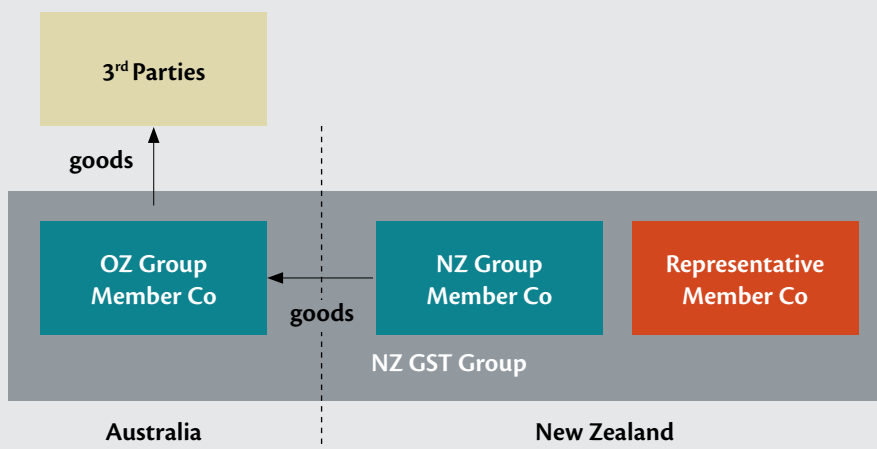 3rd Parties
goods
OZ Group
Member Co
goods
NZ Group
Member Co
Representative
Member Co
NZ GST Group
Australia
New Zealand